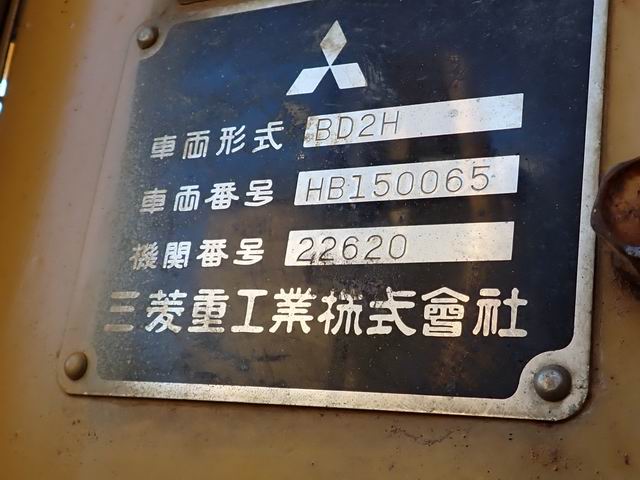 車両形式 BD2H
車両番号 HB150065
機関番号 22620
三菱重工業株式會社